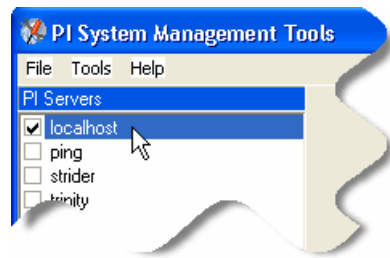 PI System Management Tools
File Tools Help
PI Servers
localhost
ping
strider
trinity